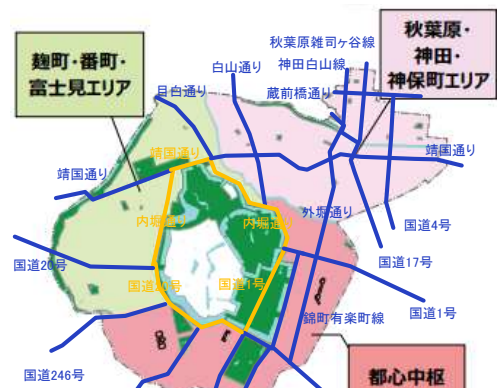 秋葉原・
神田・
神保町エリア
麹町・番町・
富士見エリア
秋葉原雑司ヶ谷線
神田白山線
白山通り
蔵前橋通り
目白通り
靖国通り
靖国通り
靖国通り
内堀通り
内堀通り
外堀通り
国道4号
国道20号
国道20号
国道1号
国道17号
国道1号
錦町有楽町線
国道246号
都心中枢